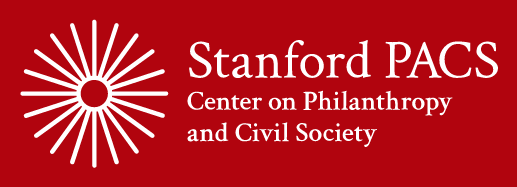 Stanford PACS
Center on Philanthropy
and Civil Society